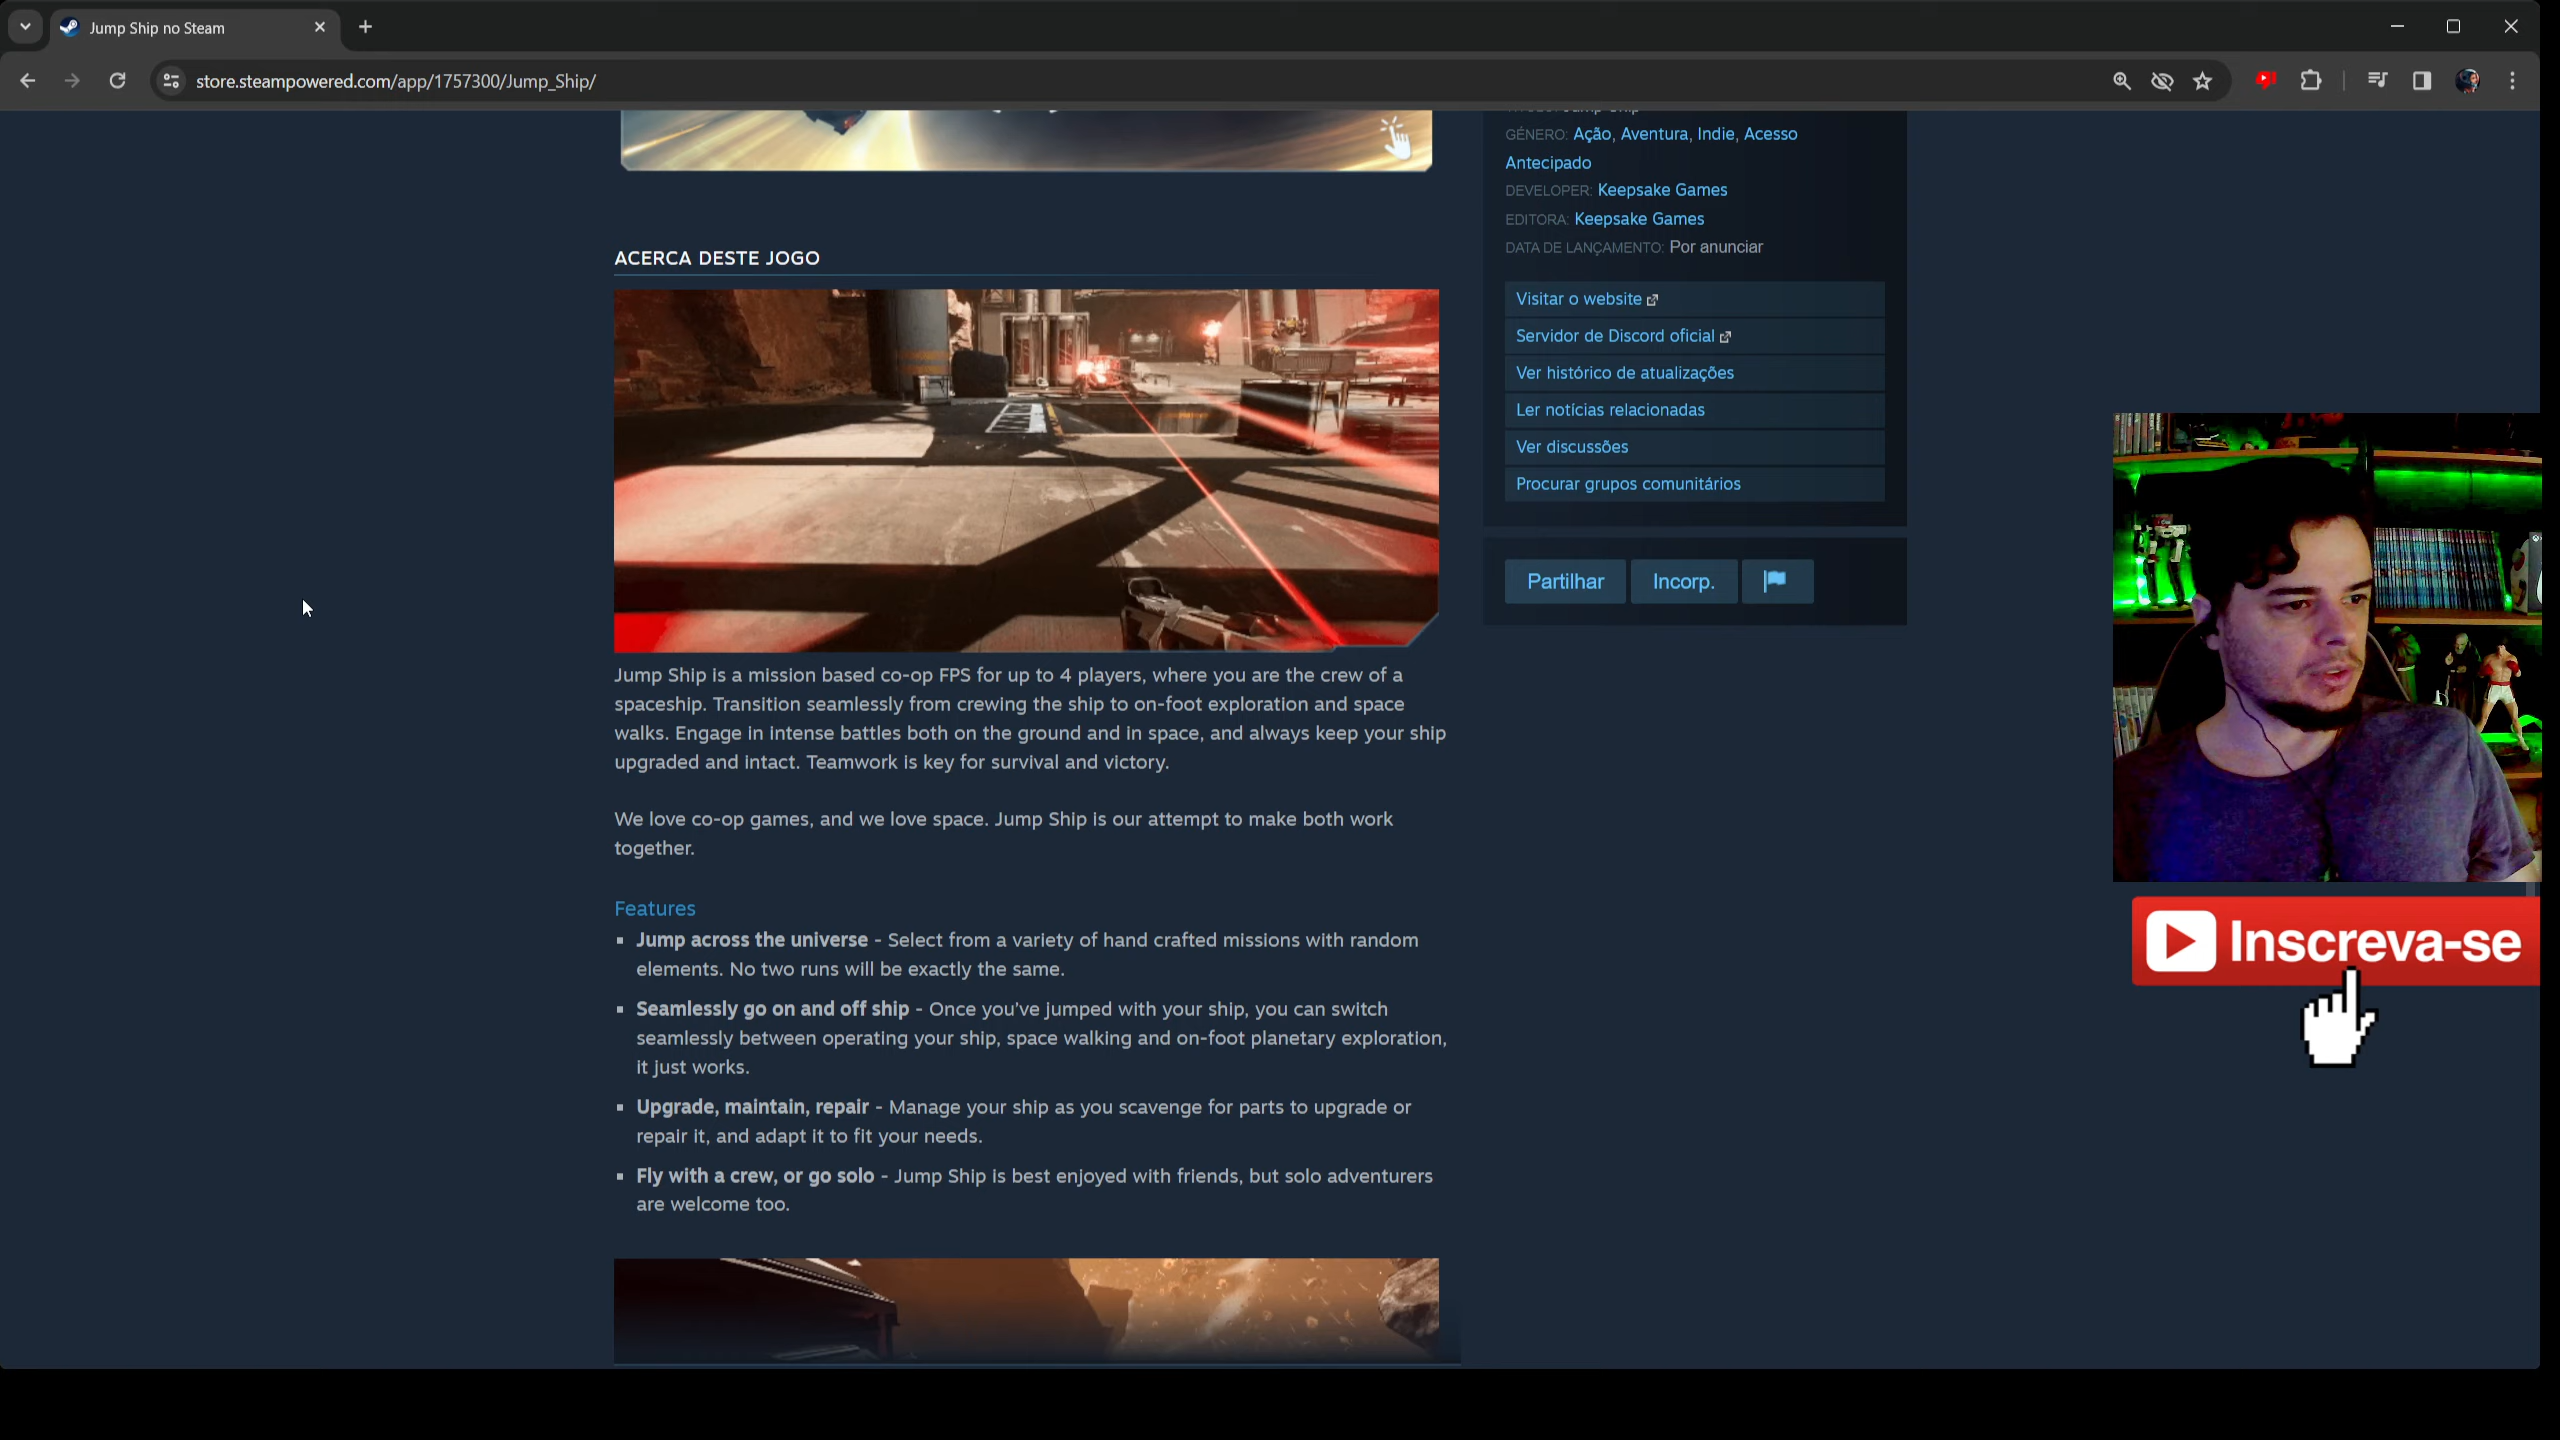 Jump Ship no Steam
store.steampowered.com/app/1757300/Jump_Ship/
GÉNERO: Ação, Aventura, Indie, Acesso
Antecipado
DEVELOPER: Keepsake Games
EDITORA: Keepsake Games
DATA DE LANÇAMENTO: Por anunciar
Visitar o website
Servidor de Discord oficial
Ver histórico de atualizações
Ler notícias relacionadas
Ver discussões
Procurar grupos comunitários
Partilhar
Incorp.
ACERCA DESTE JOGO
Jump Ship is a mission based co-op FPS for up to 4 players, where you are the crew of a
spaceship. Transition seamlessly from crewing the ship to on-foot exploration and space
walks. Engage in intense battles both on the ground and in space, and always keep your ship
upgraded and intact. Teamwork is key for survival and victory.
We love co-op games, and we love space. Jump Ship is our attempt to make both work
together.
Features
Jump across the universe - Select from a variety of hand crafted missions with random
elements. No two runs will be exactly the same.
Seamlessly go on and off ship - Once you've jumped with your ship, you can switch
seamlessly between operating your ship, space walking and on-foot planetary exploration,
it just works.
Upgrade, maintain, repair - Manage your ship as you scavenge for parts to upgrade or
repair it, and adapt it to fit your needs.
Fly with a crew, or go solo - Jump Ship is best enjoyed with friends, but solo adventurers
are welcome too.
Inscreva-se